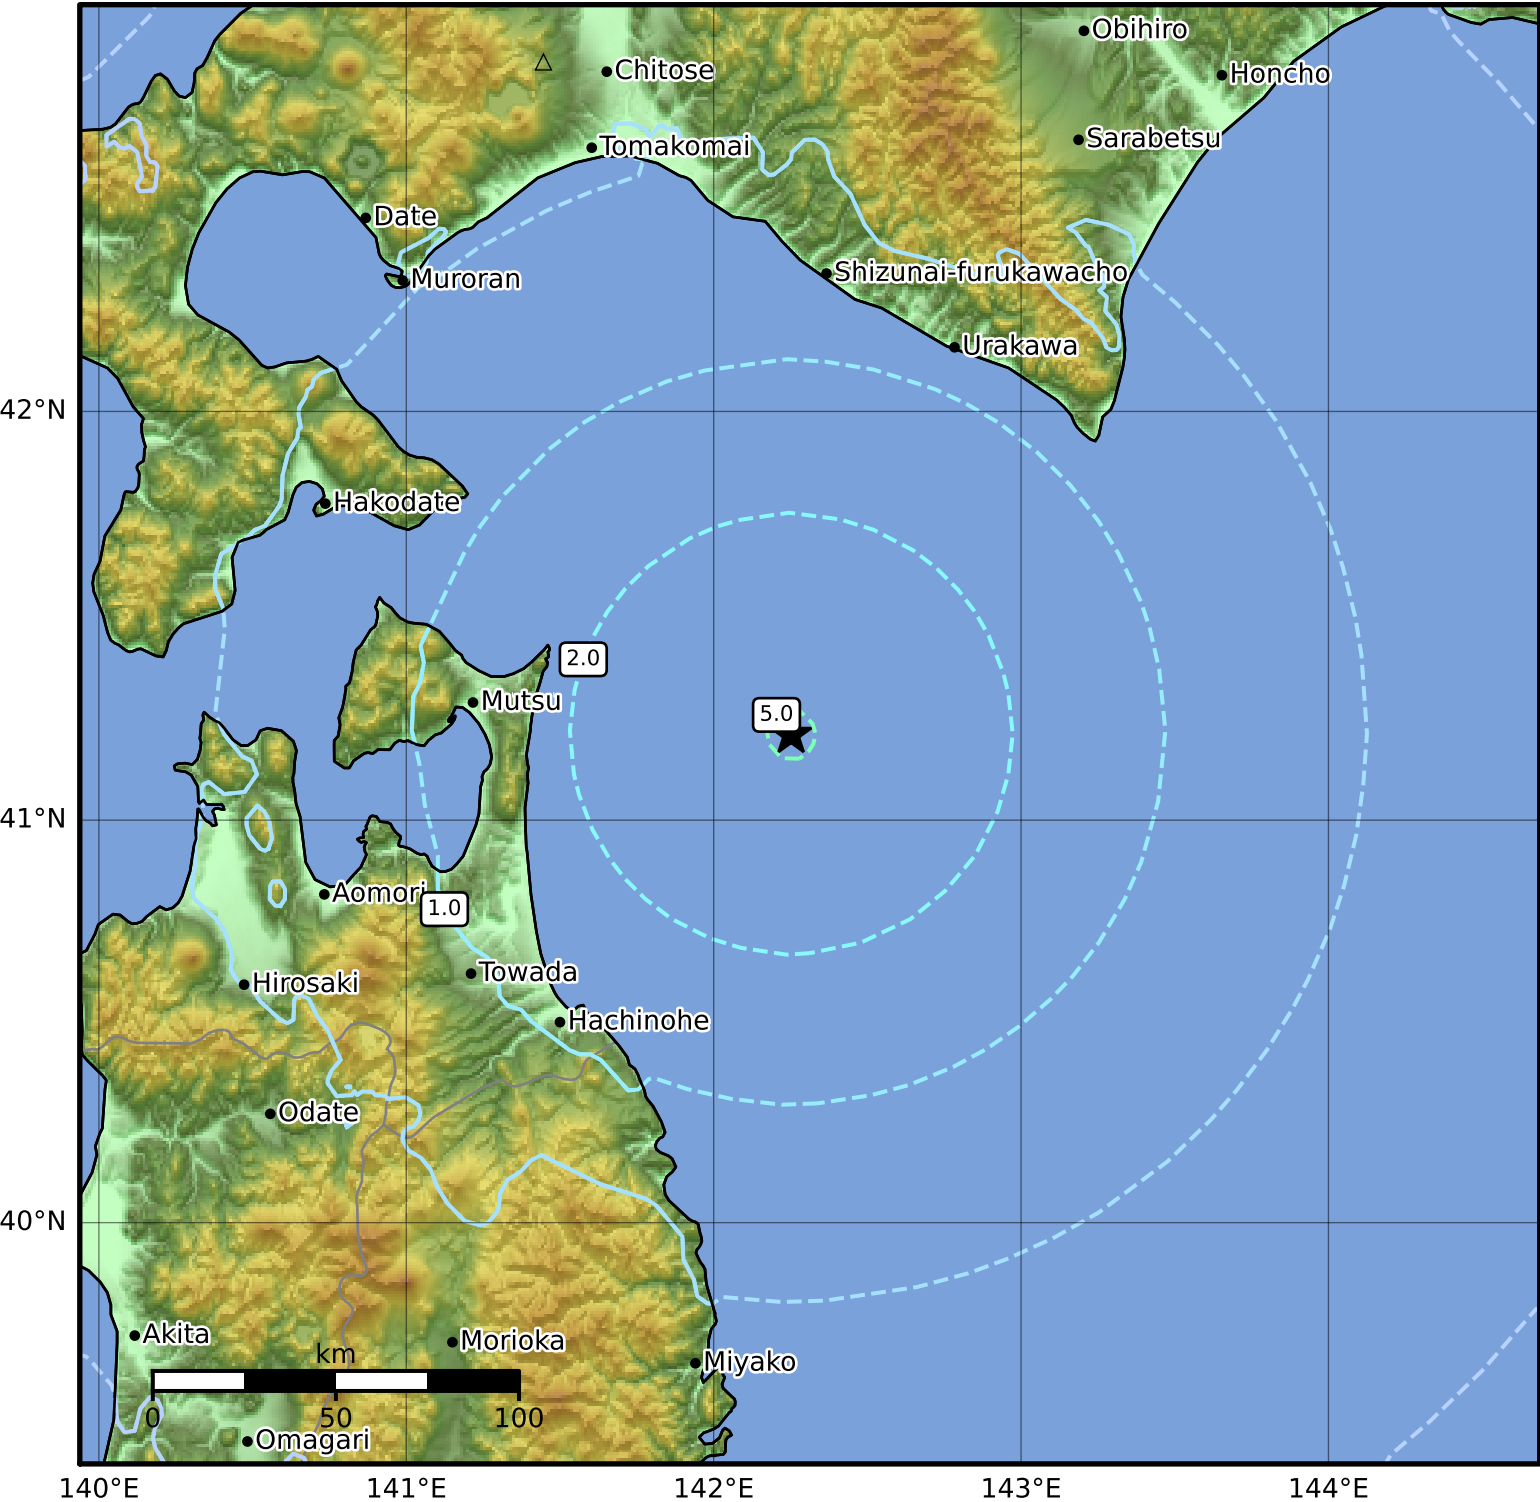 Obihiro
Chitose
Honcho
Sarabetsu
Tomakomai
Date
Muroran
Shizunai-furukawacho
Urakawa
42°N
Hakodate
2.0
Mutsu
5.0
41°N
Aomori
1.0
Towada
Hirosaki
Hachinohe
Odate
40°N
Akita
Morioka
km
Miyako
0 50 100
Omagari
140°E 141°E 142°E 143°E 144°E